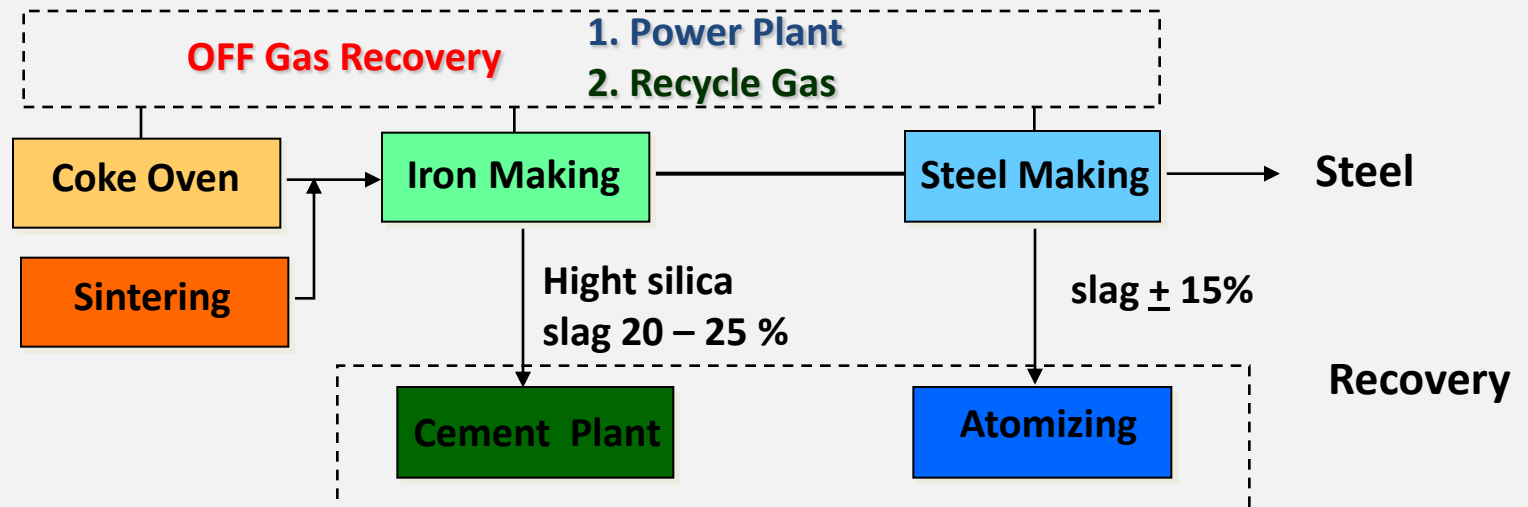 OFF Gas Recovery
1. Power Plant
2. Recycle Gas
Coke Oven
Iron Making
Steel Making
Steel
Sintering
Hight silica
slag 20 – 25 %
slag ± 15%
Recovery
Cement Plant
Atomizing